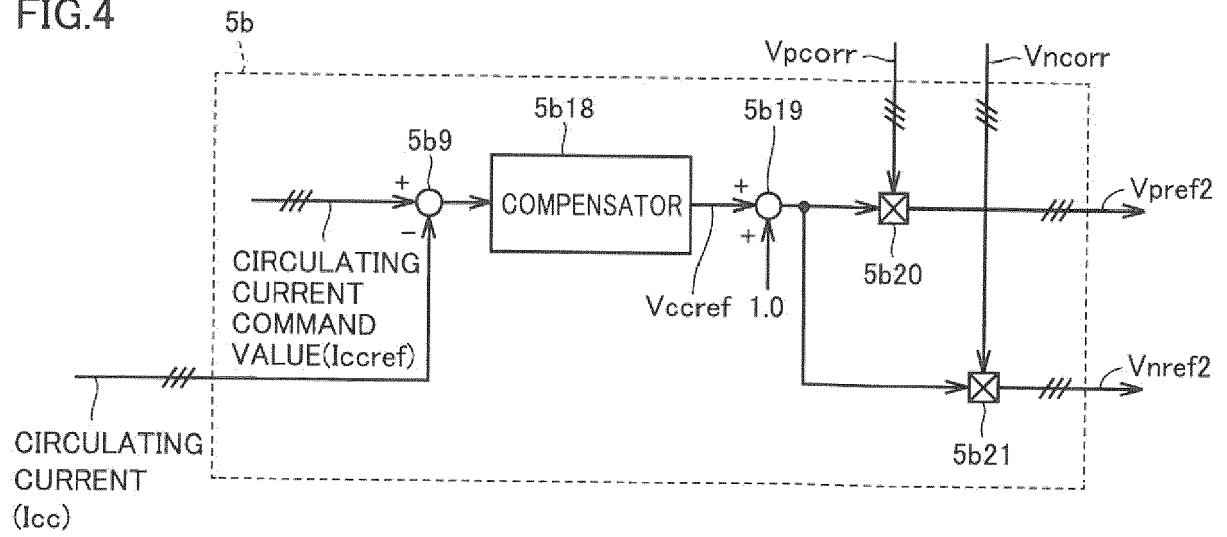 FIG.4
5b
Vpcorr
Vncorr
5b18
5b19
5b9
+
-
COMPENSATOR
+
+
Vpref2
5b20
CIRCULATING
CURRENT
COMMAND
VALUE(Iccref)
Vccref
1.0
Vnref2
5b21
CIRCULATING
CURRENT
(Icc)